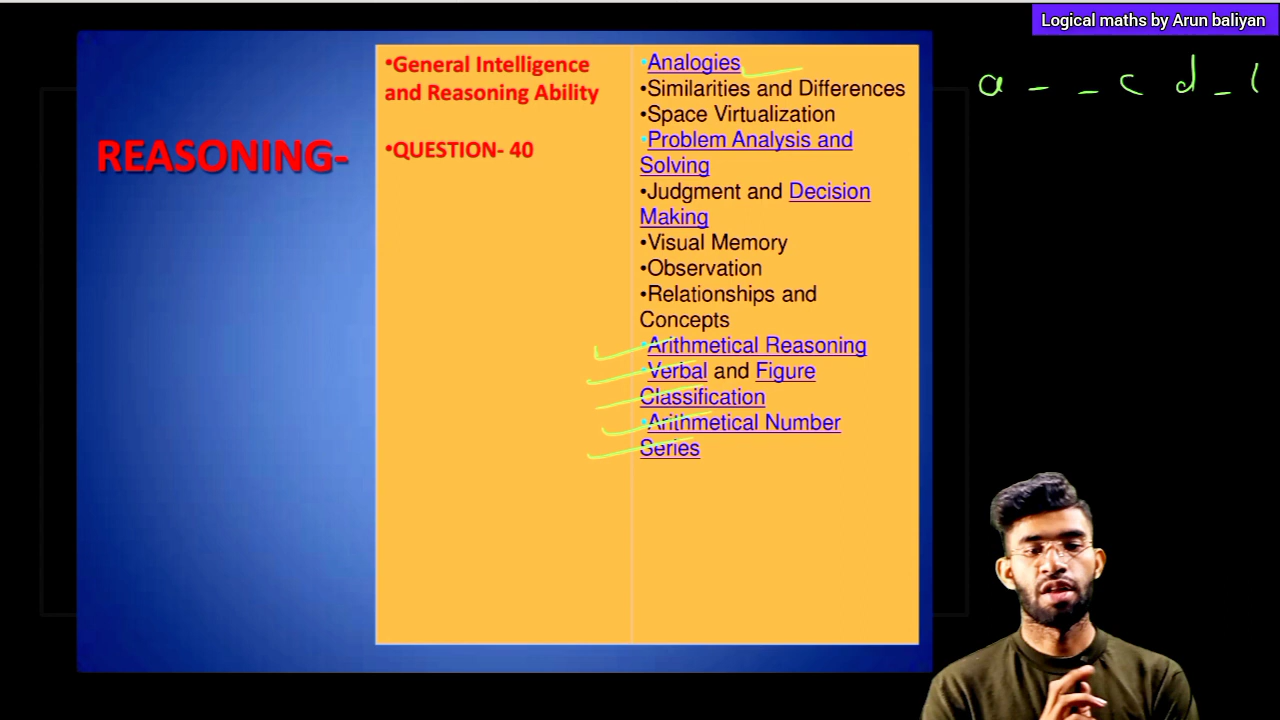 Logical maths by Arun baliyan
a - - c d -
REASONING-
•General Intelligence
and Reasoning Ability
•QUESTION- 40
•Analogies
•Similarities and Differences
•Space Virtualization
•Problem Analysis and
Solving
•Judgment and Decision
Making
•Visual Memory
•Observation
•Relationships and
Concepts
•Arithmetical Reasoning
•Verbal and Figure
Classification
•Arithmetical Number
Series